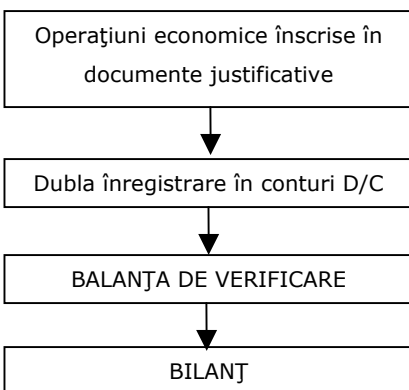 Operaţiuni economice înscrise în
documente justificative
Dubla înregistrare în conturi D/C
BALANŢA DE VERIFICARE
BILANŢ